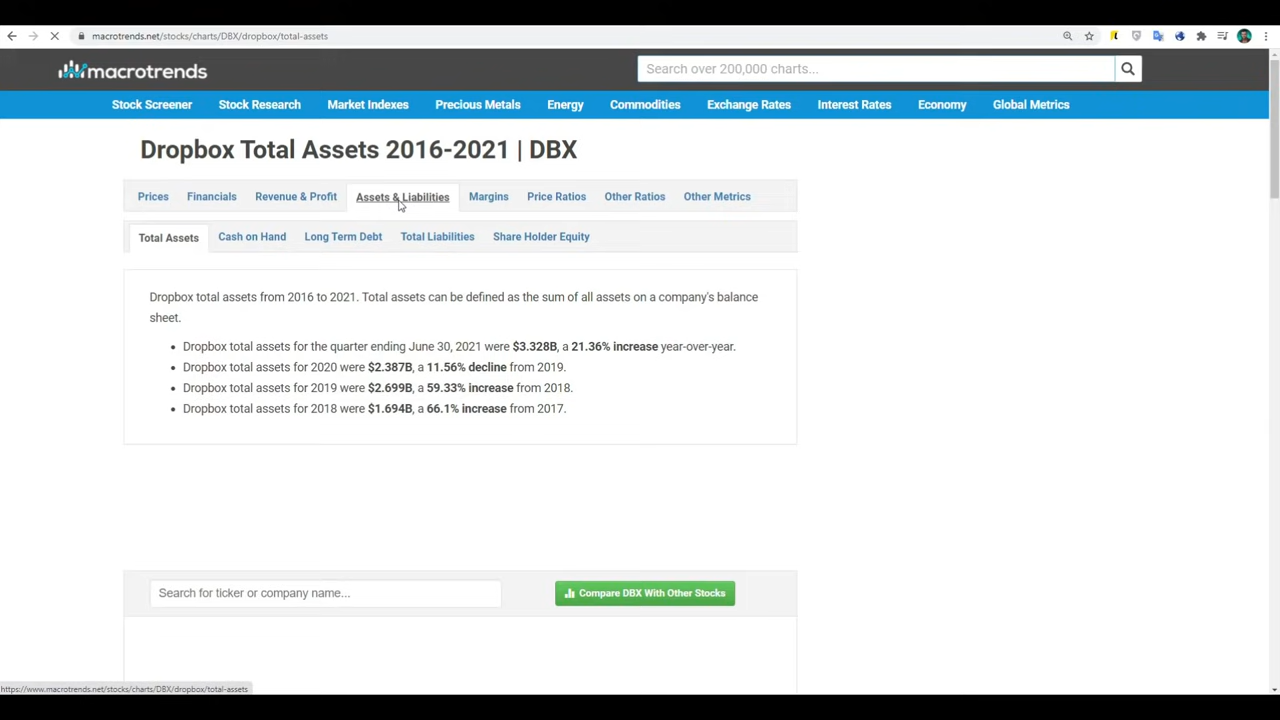 macrotrends.net/stocks/charts/DBX/dropbox/total-assets
macrotrends
Search over 200,000 charts...
Stock Screener Stock Research Market Indexes Precious Metals Energy Commodities Exchange Rates Interest Rates Economy Global Metrics
Dropbox Total Assets 2016-2021 | DBX
Prices Financials Revenue & Profit Assets & Liabilities Margins Price Ratios Other Ratios Other Metrics
Total Assets Cash on Hand Long Term Debt Total Liabilities Share Holder Equity
Dropbox total assets from 2016 to 2021. Total assets can be defined as the sum of all assets on a company's balance
sheet.
• Dropbox total assets for the quarter ending June 30, 2021 were $3.328B, a 21.36% increase year-over-year.
• Dropbox total assets for 2020 were $2.387B, a 11.56% decline from 2019.
• Dropbox total assets for 2019 were $2.699B, a 59.33% increase from 2018.
• Dropbox total assets for 2018 were $1.694B, a 66.1% increase from 2017.
Search for ticker or company name...
Compare DBX With Other Stocks
https://www.macrotrends.net/stocks/charts/DBX/dropbox/total-assets